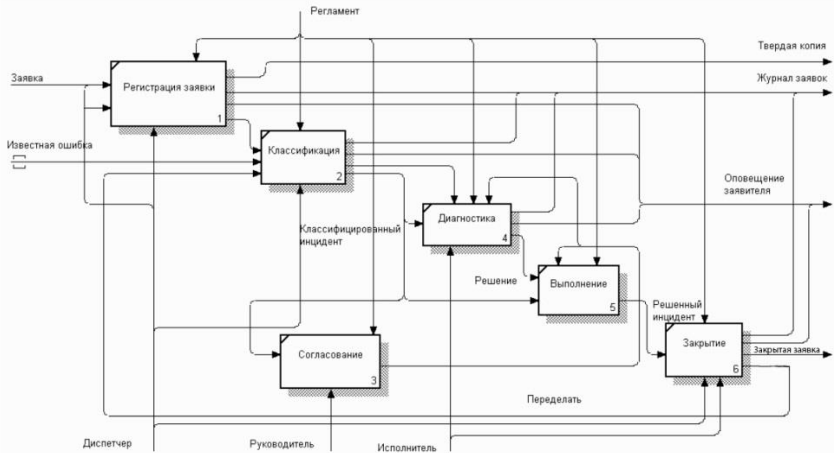 Регламент
Твердая копия
Заявка
Журнал заявок
Регистрация заявки
1
Известная ошибка
Классификация
2
Оповещение
заявителя
Классифицированный
инцидент
Диагностика
4
Решение
Выполнение
5
Решенный
инцидент
Согласование
3
Закрытие
6
Закрытая заявка
Переделать
Диспетчер
Руководитель
Исполнитель